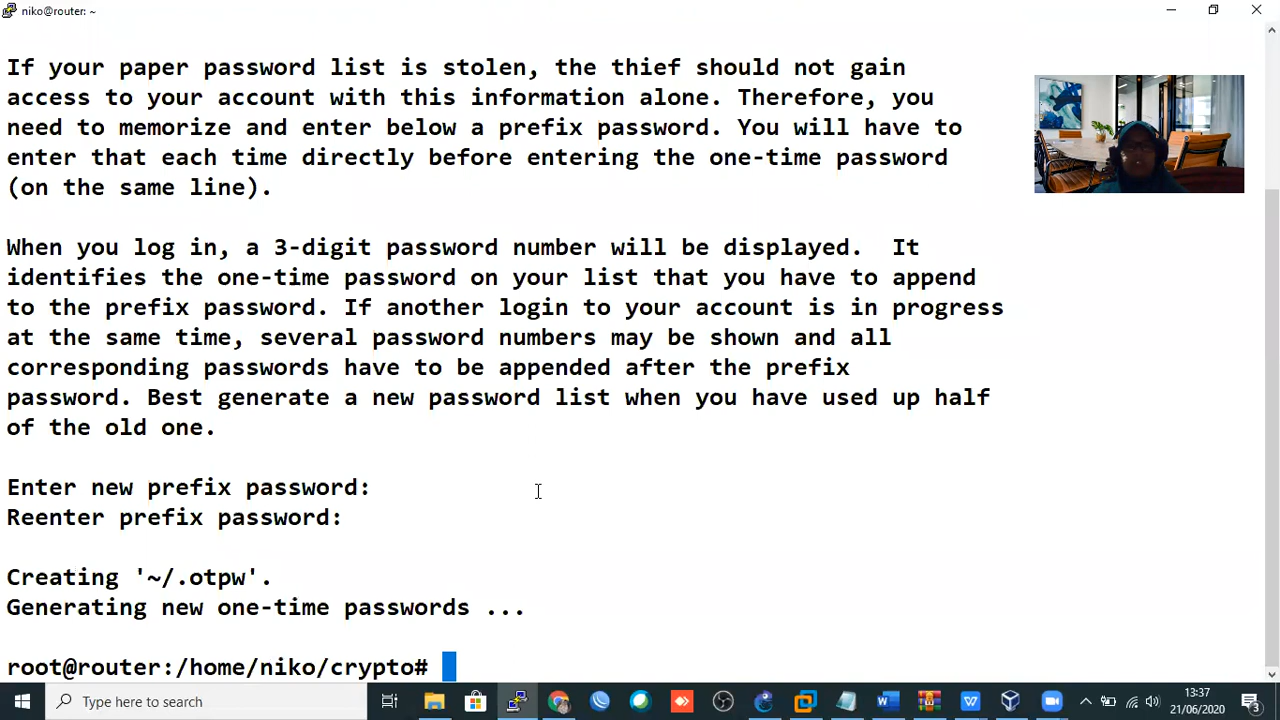 niko@router: ~
If your paper password list is stolen, the thief should not gain
access to your account with this information alone. Therefore, you
need to memorize and enter below a prefix password. You will have to
enter that each time directly before entering the one-time password
(on the same line).
When you log in, a 3-digit password number will be displayed.  It
identifies the one-time password on your list that you have to append
to the prefix password. If another login to your account is in progress
at the same time, several password numbers may be shown and all
corresponding passwords have to be appended after the prefix
password. Best generate a new password list when you have used up half
of the old one.
Enter new prefix password:
Reenter prefix password:
Creating '~/.otpw'.
Generating new one-time passwords ...
root@router:/home/niko/crypto#
Type here to search
13:37
21/06/2020
3